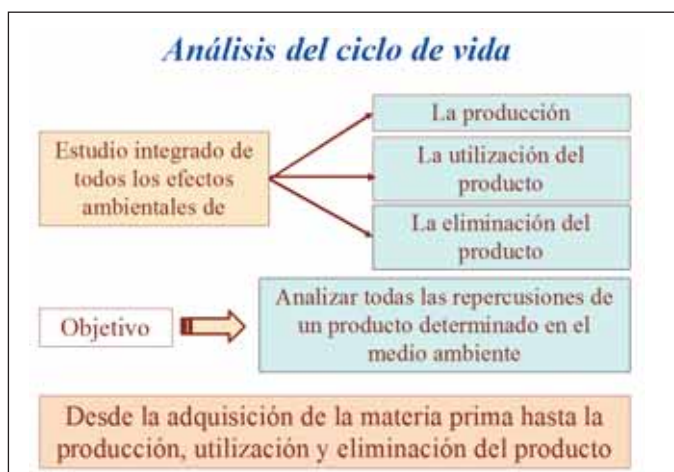 Análisis del ciclo de vida
Estudio integrado de
todos los efectos
ambientales de
La producción
La utilización del
producto
La eliminación del
producto
Objetivo
Analizar todas las repercusiones de
un producto determinado en el
medio ambiente
Desde la adquisición de la materia prima hasta la
producción, utilización y eliminación del producto